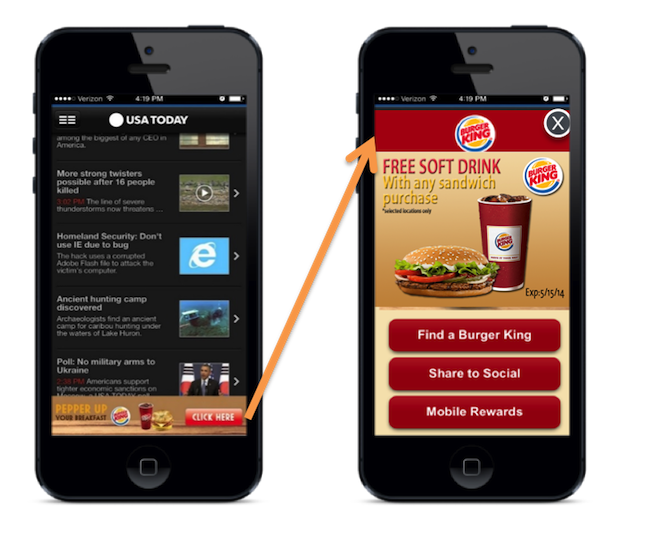 Verizon 4:19 PM
USA TODAY
among the biggest of any CEO in
America.
More strong twisters
possible after 16 people
killed
3:02 PM The line of severe
thunderstorms now threatens ...
Homeland Security: Don't
use IE due to bug
The hack uses a corrupted
Adobe Flash file to attack the
victim's computer.
Ancient hunting camp
discovered
Archaeologists find an ancient
camp for caribou hunting under
the waters of Lake Huron.
Poll: No military arms to
Ukraine
2:38 PM Americans support
tighter economic sanctions on
PEPPER UP
YOUR BREAKFAST
BURGER
KING
CLICK HERE
Verizon 4:19 PM
BURGER
KING
X
FREE SOFT DRINK
With any sandwich
purchase
*selected locations only
BURGER
KING
BURGER
KING
Exp:5/15/14
Find a Burger King
Share to Social
Mobile Rewards